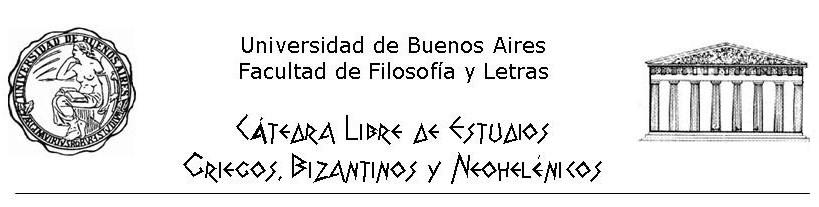 Universidad de Buenos Aires
Facultad de Filosofía y Letras
Cátedra Libre de Estudios
Griegos, Bizantinos y Neohelénicos
UNIVERSIDAD DE BUENOS AIRES